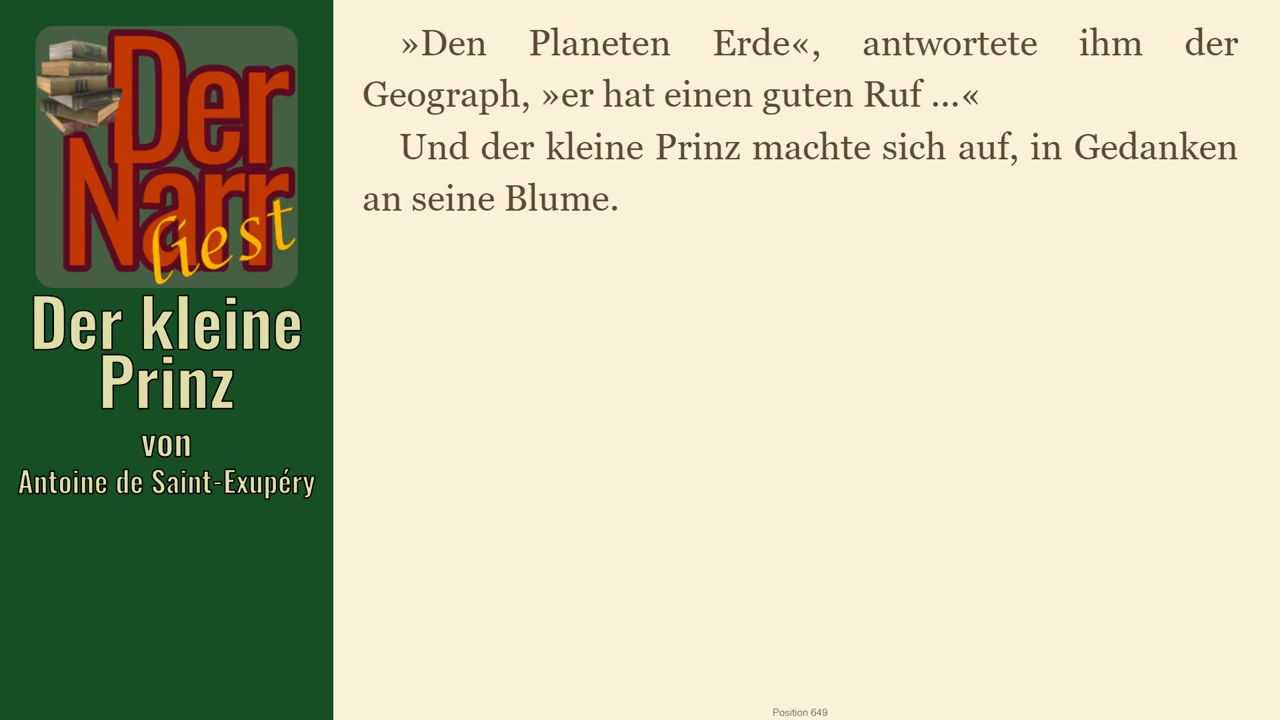 Der
Narr
liest
Der kleine
Prinz
von
Antoine de Saint-Exupéry
»Den Planeten Erde«, antwortete ihm der
Geograph, »er hat einen guten Ruf ...«
Und der kleine Prinz machte sich auf, in Gedanken
an seine Blume.
Position 649